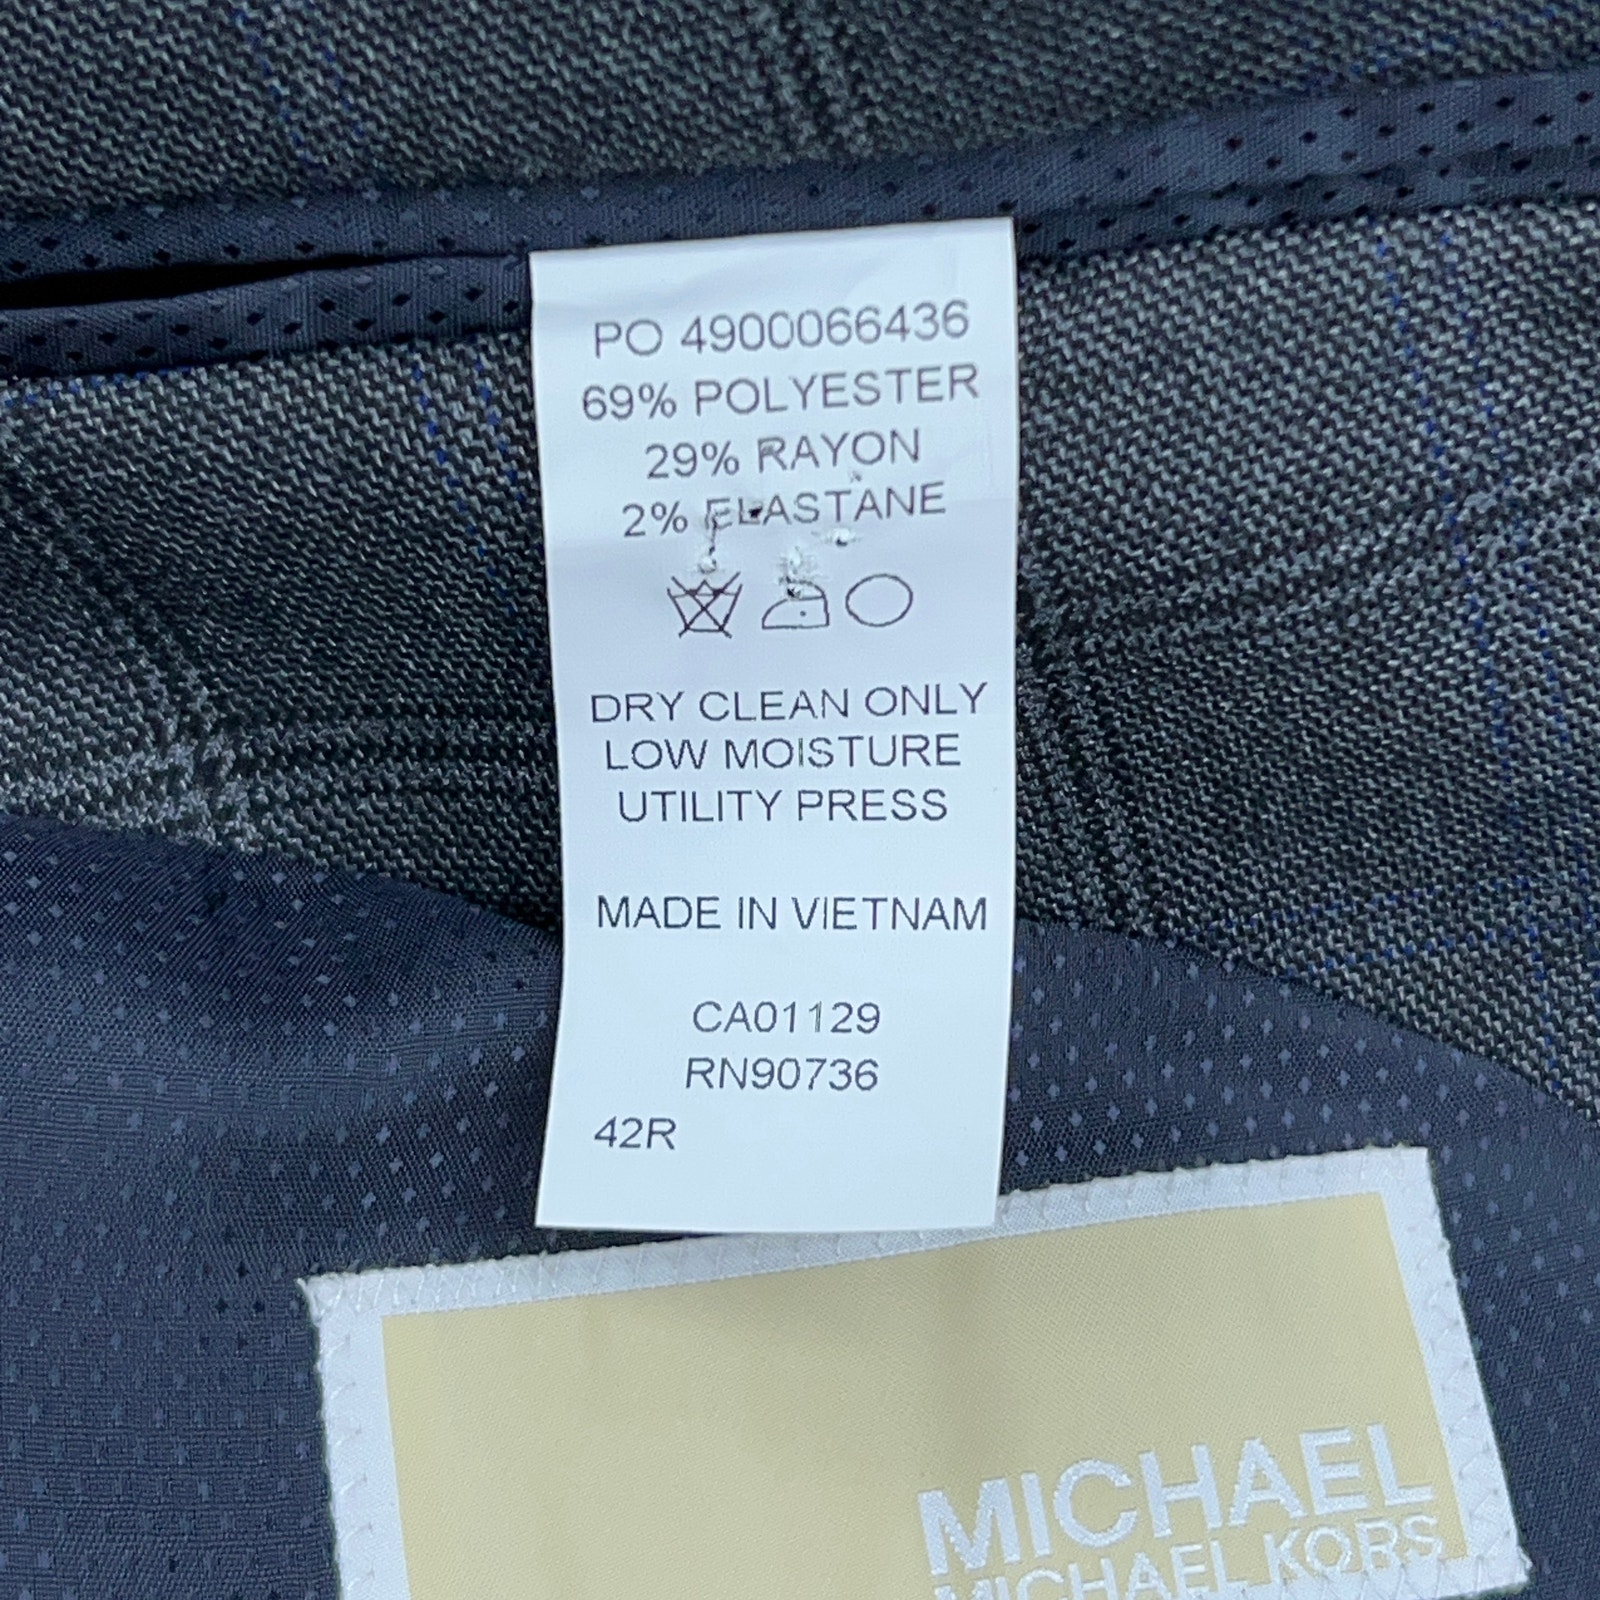 PO 4900066436
69% POLYESTER
29% RAYON
2% ELASTANE
DRY CLEAN ONLY
LOW MOISTURE
UTILITY PRESS
MADE IN VIETNAM
CA01129
RN90736
42R
MICHAEL
MICHAEL KORS